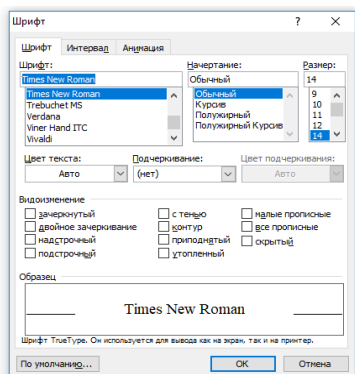 Шрифт ? ×
Шрифт Интервал Анимация
Шрифт: Начертание: Размер:
Times New Roman Обычный 14
Times New Roman Обычный 9
Trebuchet MS Курсив 10
Verdana Полужирный 11
Viner Hand ITC Полужирный Курсив 12
Vivaldi 14
Цвет текста: Подчеркивание: Цвет подчеркивания:
Авто (нет) Авто
Видоизменение
зачеркнутый с тенью малые прописные
двойное зачеркивание контур все прописные
надстрочный приподнятый скрытый
подстрочный утопленный
Образец
Times New Roman
Шрифт TrueType. Он используется для вывода как на экран, так и на принтер.
По умолчанию... ОК Отмена